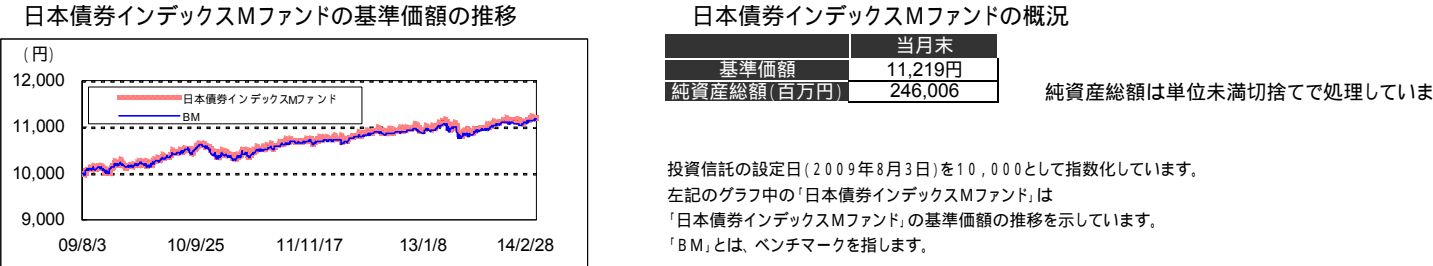 日本債券インデックスMファンドの基準価額の推移
(円)
12,000
11,000
10,000
9,000
日本債券インデックスMファンド
BM
09/8/3 10/9/25 11/11/17 13/1/8 14/2/28
日本債券インデックスMファンドの概況
当月末
基準価額 11,219円
純資産総額(百万円) 246,006
純資産総額は単位未満切捨てで処理していま
投資信託の設定日(2009年8月3日)を10,000として指数化しています。
左記のグラフ中の「日本債券インデックスMファンド」は
「日本債券インデックスMファンド」の基準価額の推移を示しています。
「BM」とは、ベンチマークを指します。